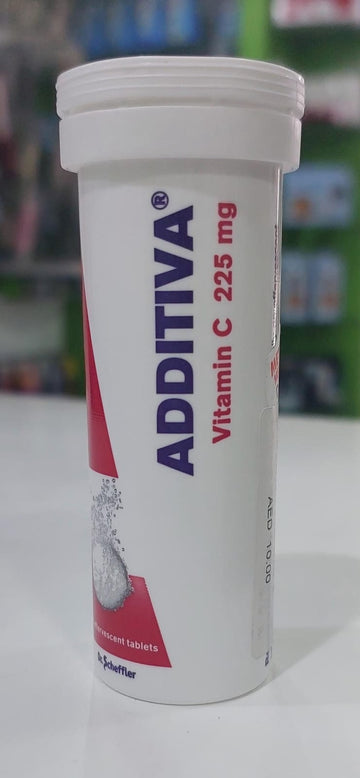 ADDITIVA®
Vitamin C 225 mg
effervescent tablets
Dr. Scheffler
AED 10.00